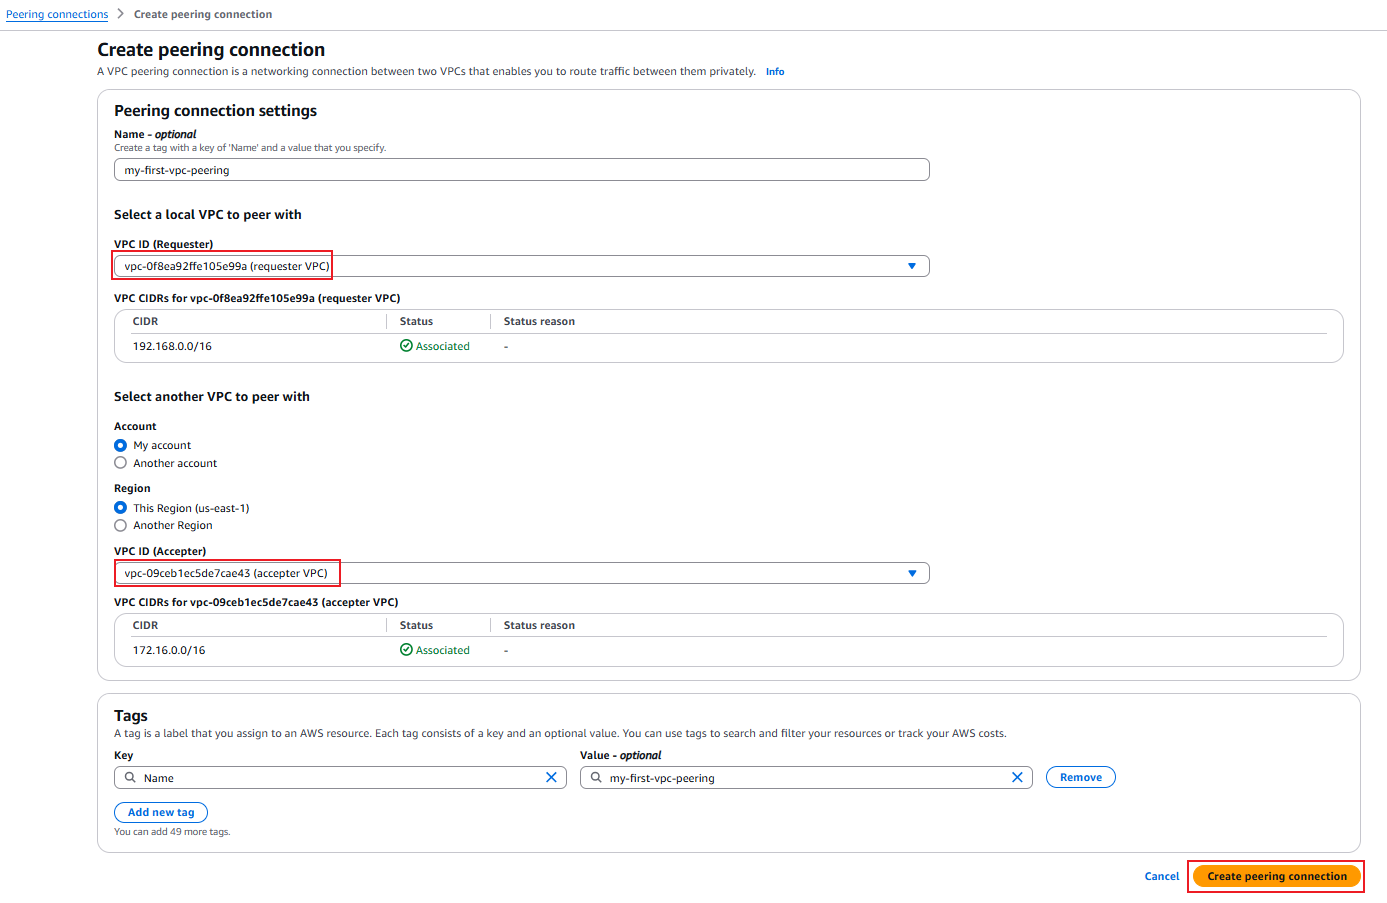 Peering connections > Create peering connection
Create peering connection
A VPC peering connection is a networking connection between two VPCs that enables you to route traffic between them privately. Info
Peering connection settings
Name - optional
Create a tag with a key of 'Name' and a value that you specify.
my-first-vpc-peering
Select a local VPC to peer with
VPC ID (Requester)
vpc-0f8ea92ffe105e99a (requester VPC)
VPC CIDRs for vpc-0f8ea92ffe105e99a (requester VPC)
CIDR Status Status reason
192.168.0.0/16 Associated -
Select another VPC to peer with
Account
My account
Another account
Region
This Region (us-east-1)
Another Region
VPC ID (Accepter)
vpc-09ceb1ec5de7cae43 (accepter VPC)
VPC CIDRs for vpc-09ceb1ec5de7cae43 (accepter VPC)
CIDR Status Status reason
172.16.0.0/16 Associated -
Tags
A tag is a label that you assign to an AWS resource. Each tag consists of a key and an optional value. You can use tags to search and filter your resources or track your AWS costs.
Key Value - optional
Name my-first-vpc-peering Remove
Add new tag
You can add 49 more tags.
Cancel Create peering connection